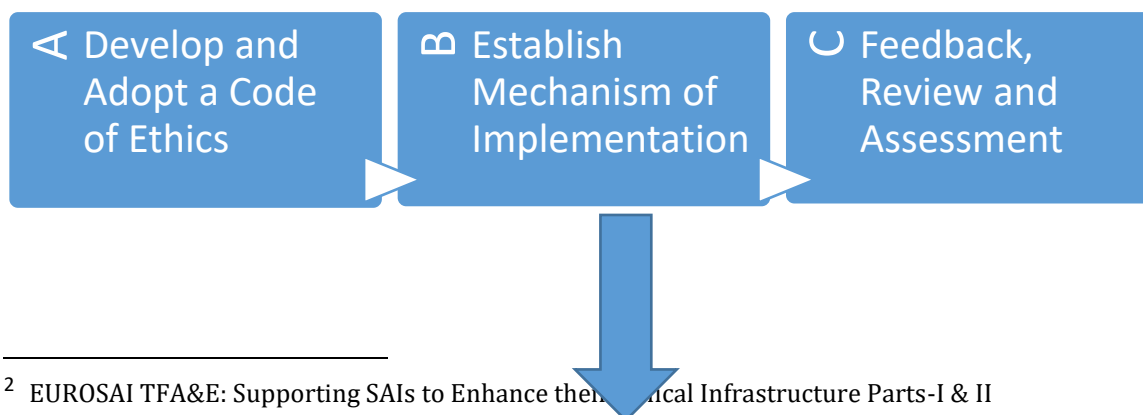 A Develop and
Adopt a Code
of Ethics
B Establish
Mechanism of
Implementation
C Feedback,
Review and
Assessment
2 EUROSAI TFA&E: Supporting SAIs to Enhance Infrastructure Parts-I & II